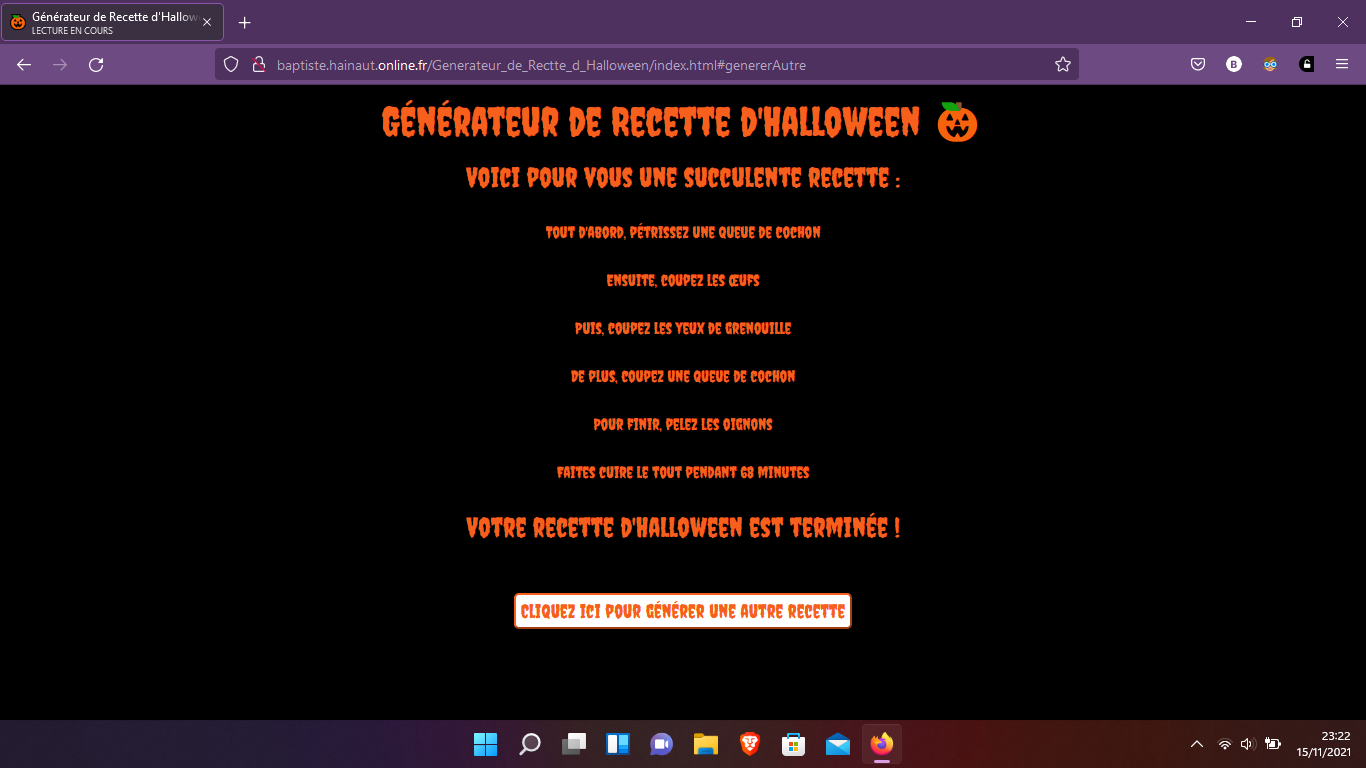 Générateur de Recette d'Hallow
LECTURE EN COURS
baptiste.hainaut.online.fr/Generateur_de_Rectte_d_Halloween/index.html#genererAutre
B
GÉNÉRATEUR DE RECETTE D'HALLOWEEN
VOICI POUR VOUS UNE SUCCULENTE RECETTE :
TOUT D'ABORD, PÉTRISSEZ UNE QUEUE DE COCHON
ENSUITE, COUPEZ LES ŒUFS
PUIS, COUPEZ LES YEUX DE GRENOUILLE
DE PLUS, COUPEZ UNE QUEUE DE COCHON
POUR FINIR, PELEZ LES OIGNONS
FAITES CUIRE LE TOUT PENDANT 68 MINUTES
VOTRE RECETTE D'HALLOWEEN EST TERMINÉE !
CLIQUEZ ICI POUR GÉNÉRER UNE AUTRE RECETTE
23:22
15/11/2021